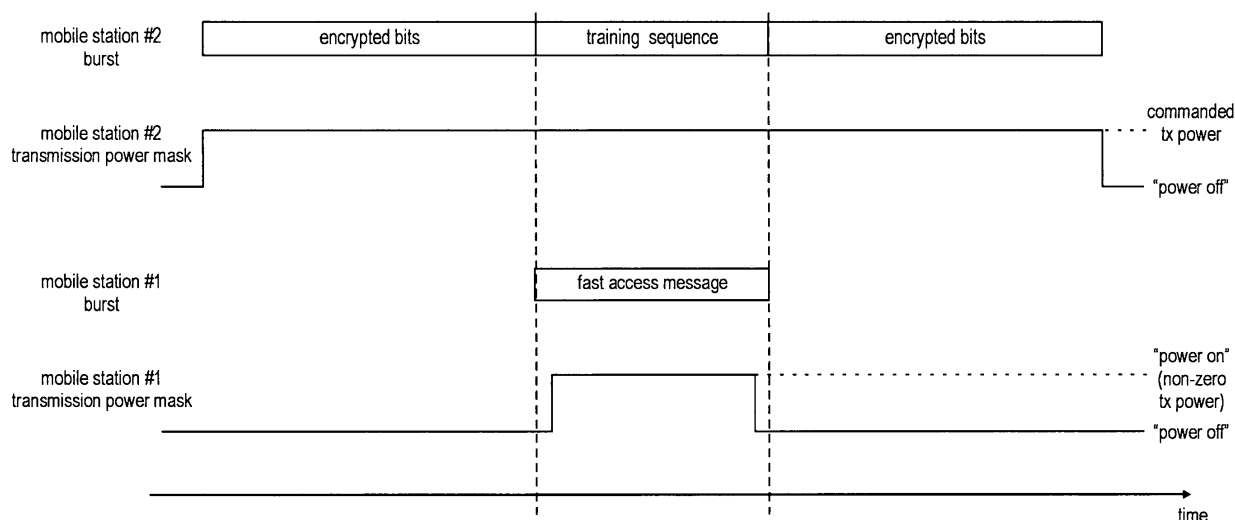 mobile station #2
burst
encrypted bits
training sequence
encrypted bits
mobile station #2
transmission power mask
commanded
tx power
“power off”
mobile station #1
burst
fast access message
mobile station #1
transmission power mask
“power on”
(non-zero
tx power)
“power off”
time